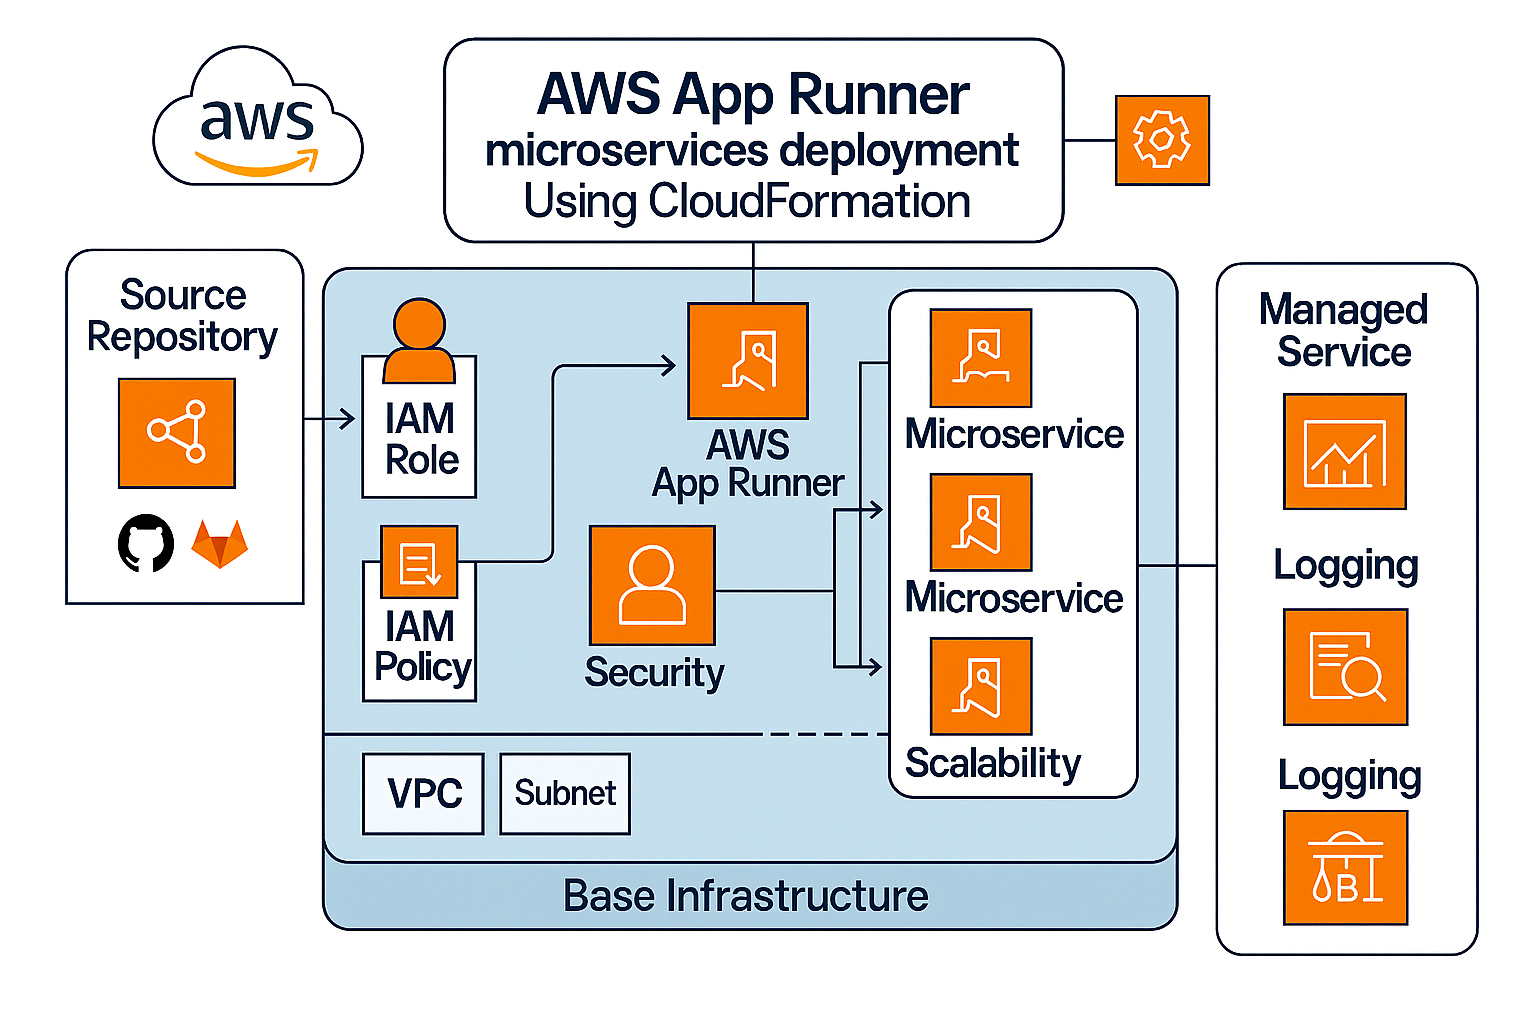 aws
AWS App Runner
microservices deployment
Using CloudFormation
Source
Repository
IAM
Role
IAM
Policy
AWS
App Runner
Security
Microservice
Microservice
Scalability
VPC
Subnet
Base Infrastructure
Managed
Service
Logging
Logging
B